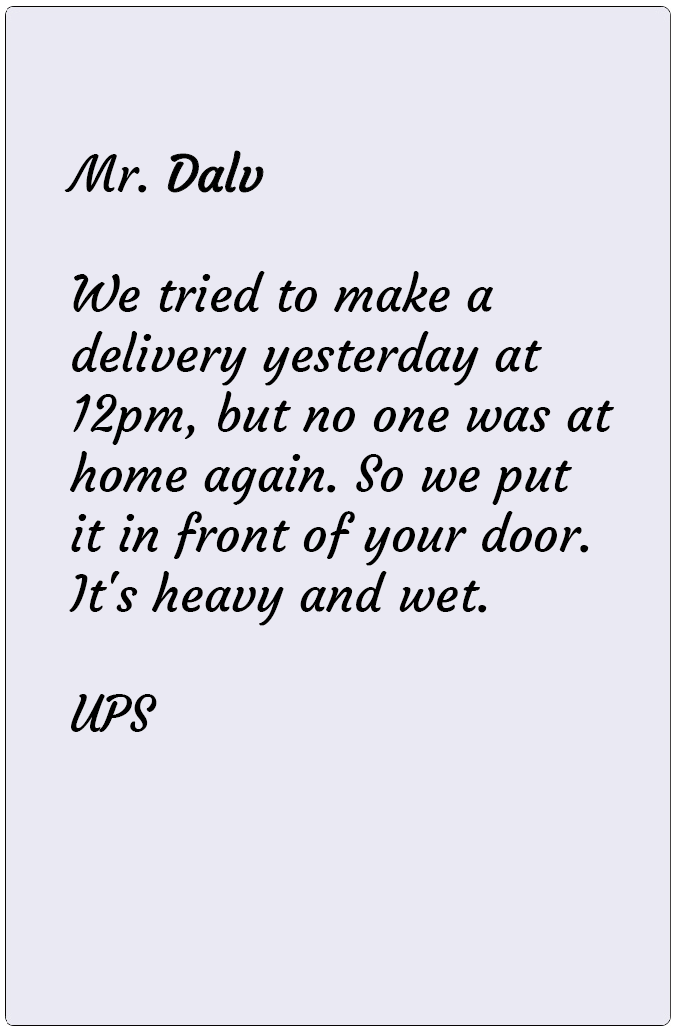 Mr. Dalv
We tried to make a
delivery yesterday at
12pm, but no one was at
home again. So we put
it in front of your door.
It's heavy and wet.
UPS